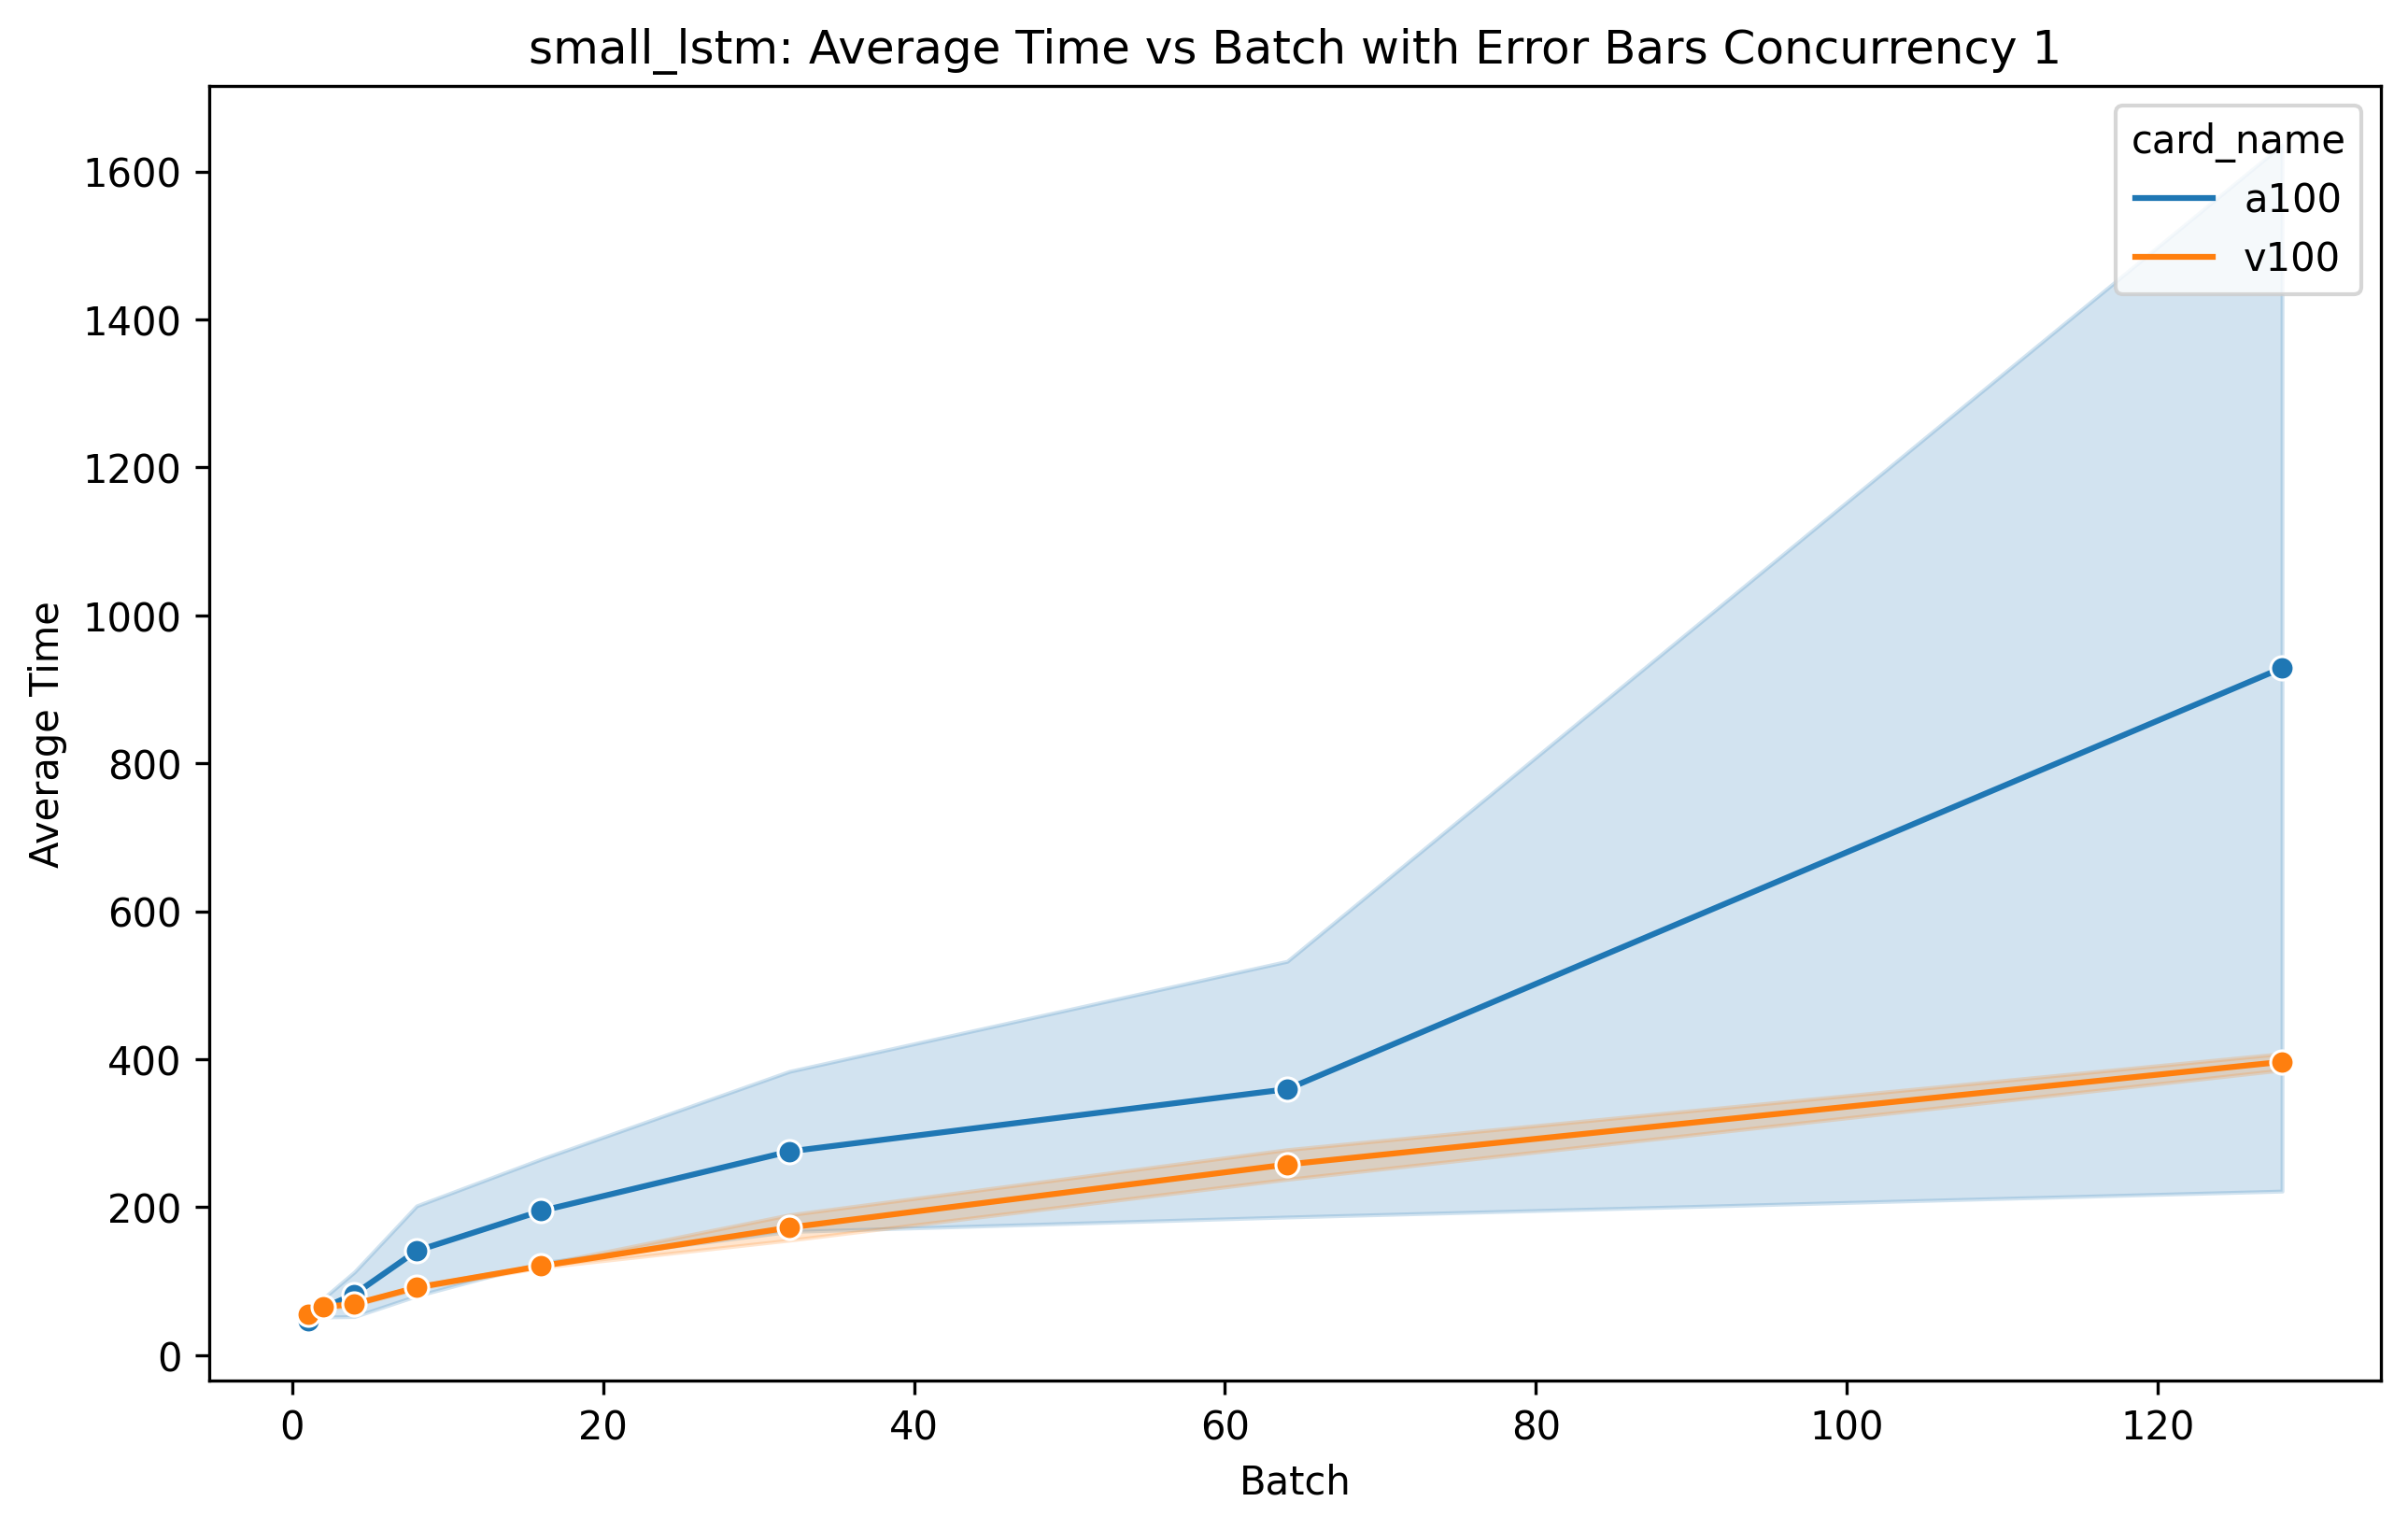 small_lstm: Average Time vs Batch with Error Bars Concurrency 1
card_name
a100
v100
1600
1400
1200
1000
800
600
400
200
0
Average Time
0 20 40 60 80 100 120
Batch